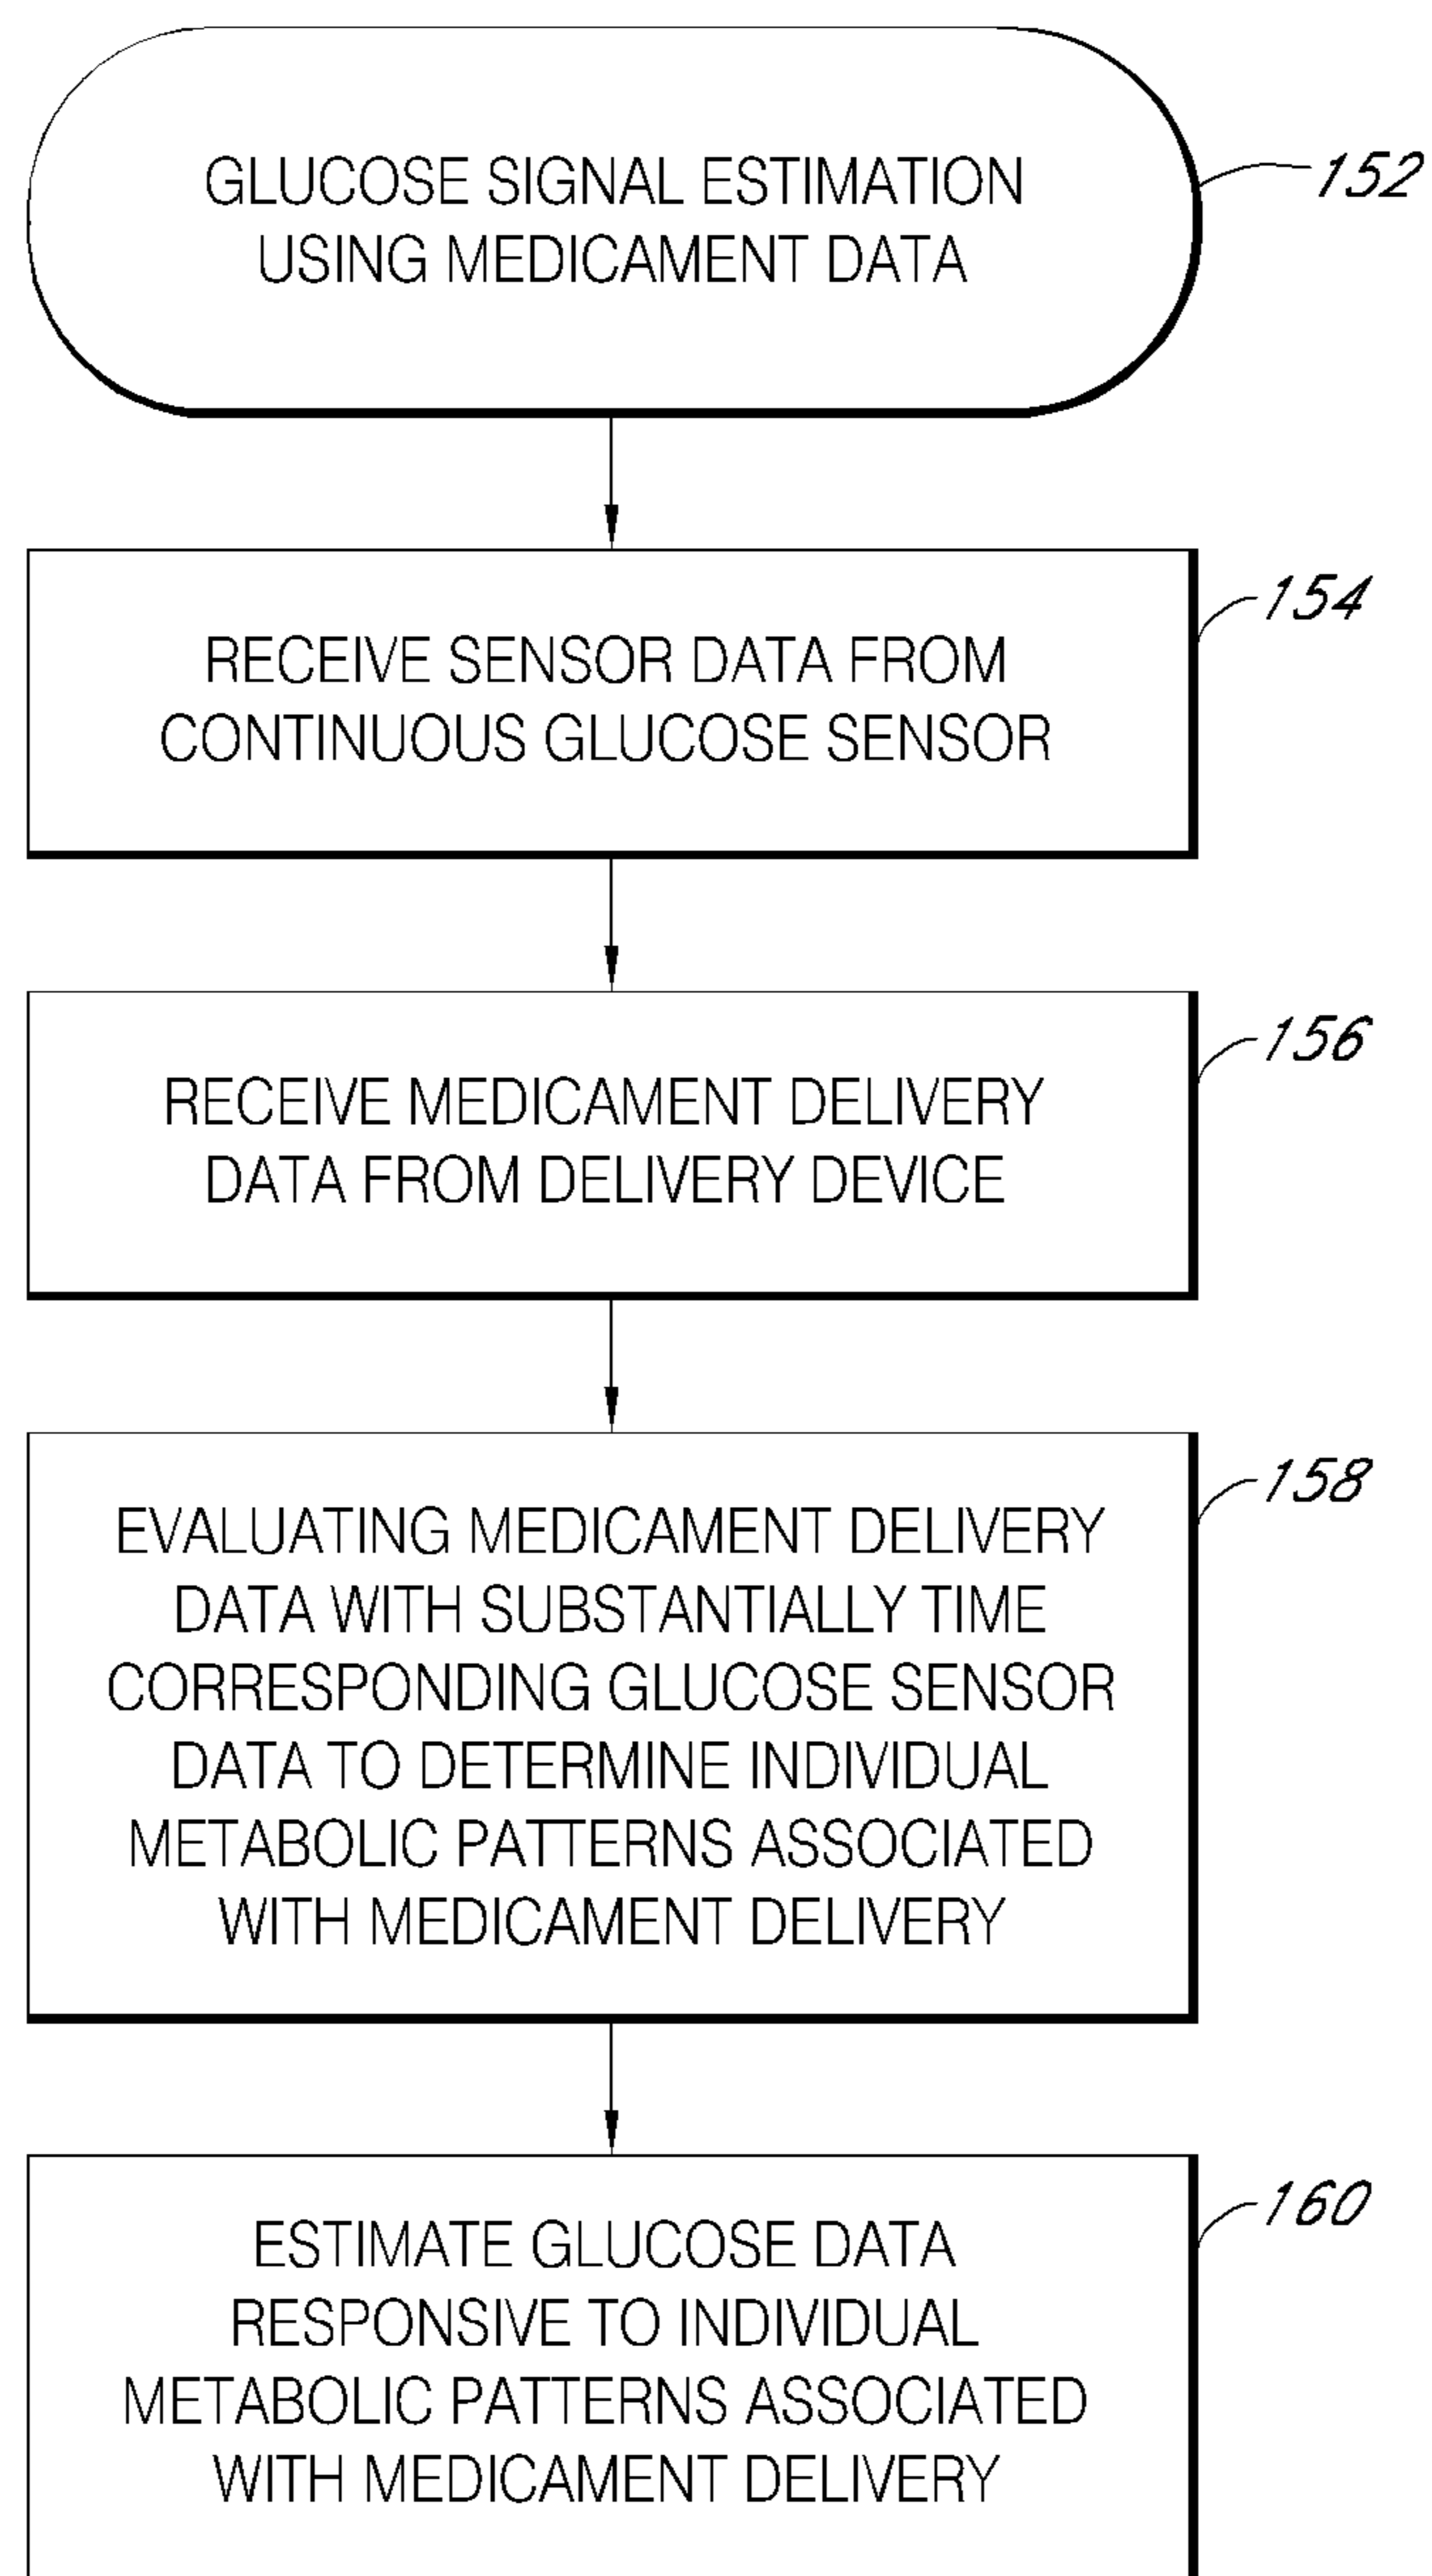 GLUCOSE SIGNAL ESTIMATION
USING MEDICAMENT DATA
152
RECEIVE SENSOR DATA FROM
CONTINUOUS GLUCOSE SENSOR
154
RECEIVE MEDICAMENT DELIVERY
DATA FROM DELIVERY DEVICE
156
EVALUATING MEDICAMENT DELIVERY
DATA WITH SUBSTANTIALLY TIME
CORRESPONDING GLUCOSE SENSOR
DATA TO DETERMINE INDIVIDUAL
METABOLIC PATTERNS ASSOCIATED
WITH MEDICAMENT DELIVERY
158
ESTIMATE GLUCOSE DATA
RESPONSIVE TO INDIVIDUAL
METABOLIC PATTERNS ASSOCIATED
WITH MEDICAMENT DELIVERY
160